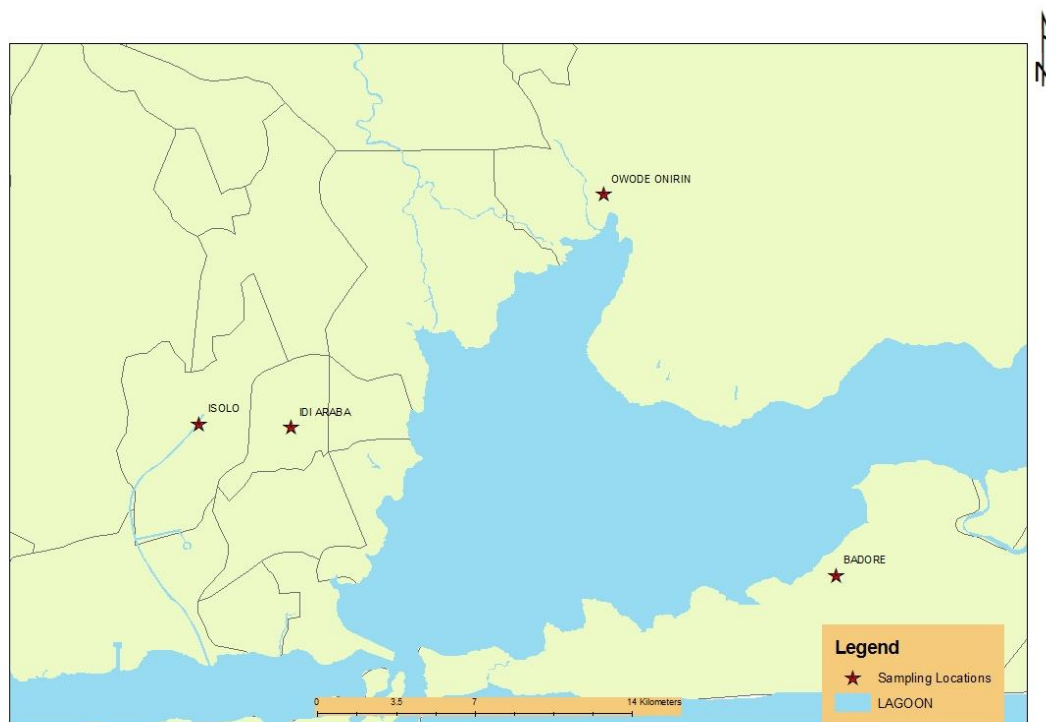 N
OWODE ONIRIN
ISOLO
IDI ARABA
BADORE
Legend
Sampling Locations
LAGOON
0 3.5 7 14 Kilometers